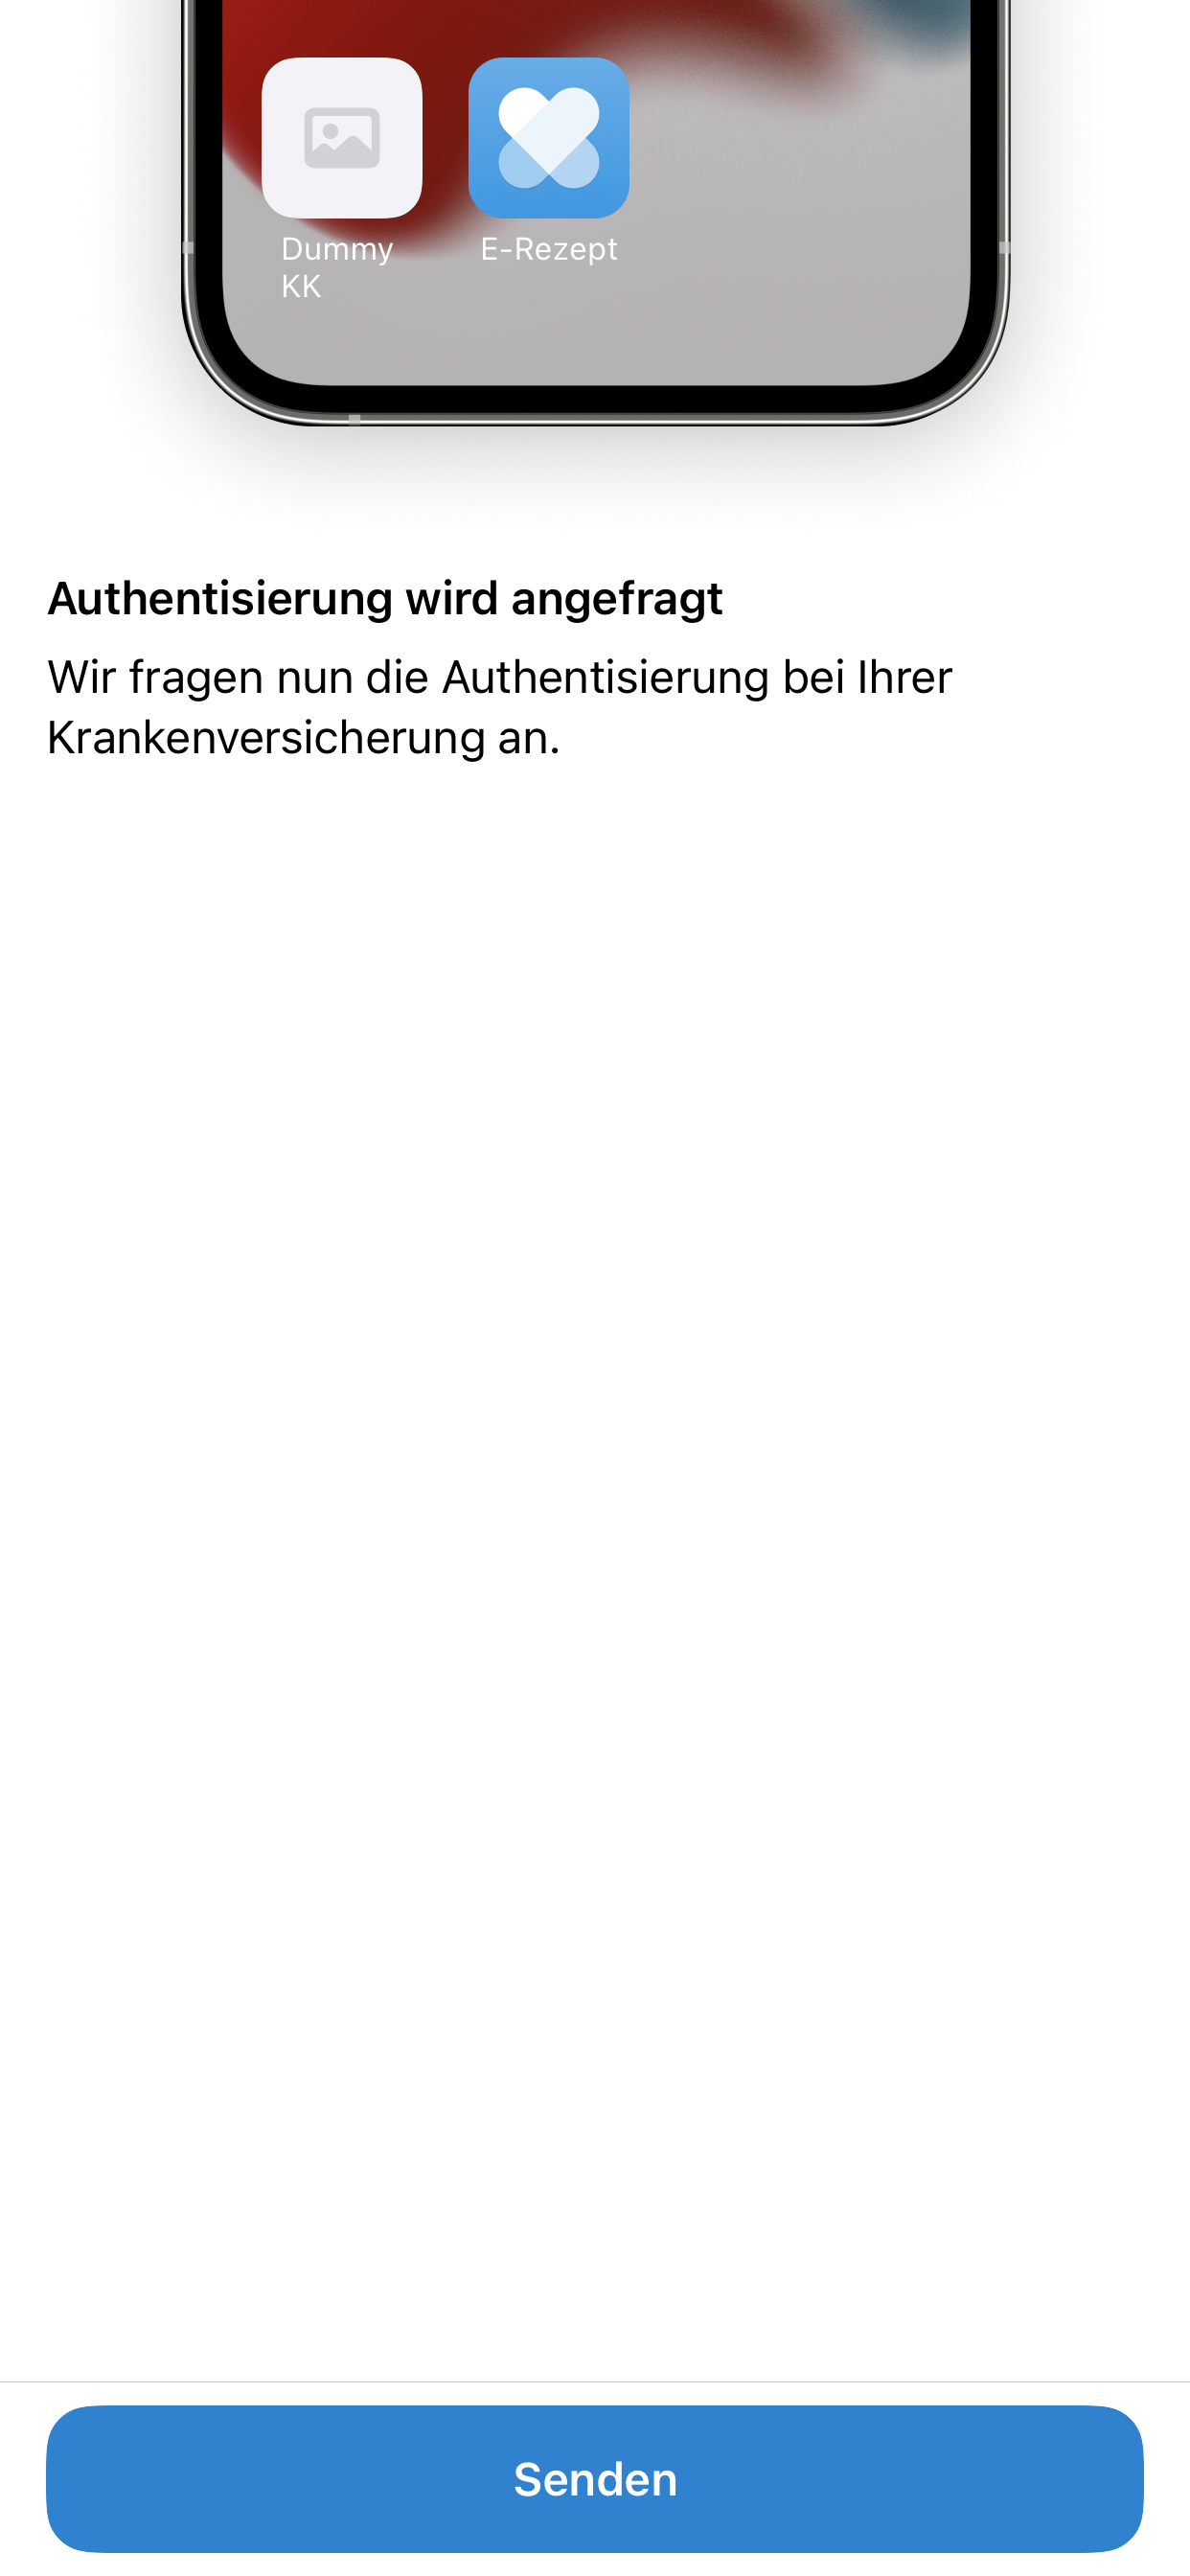 Dummy
KK
E-Rezept
Authentisierung wird angefragt
Wir fragen nun die Authentisierung bei Ihrer
Krankenversicherung an.
Senden